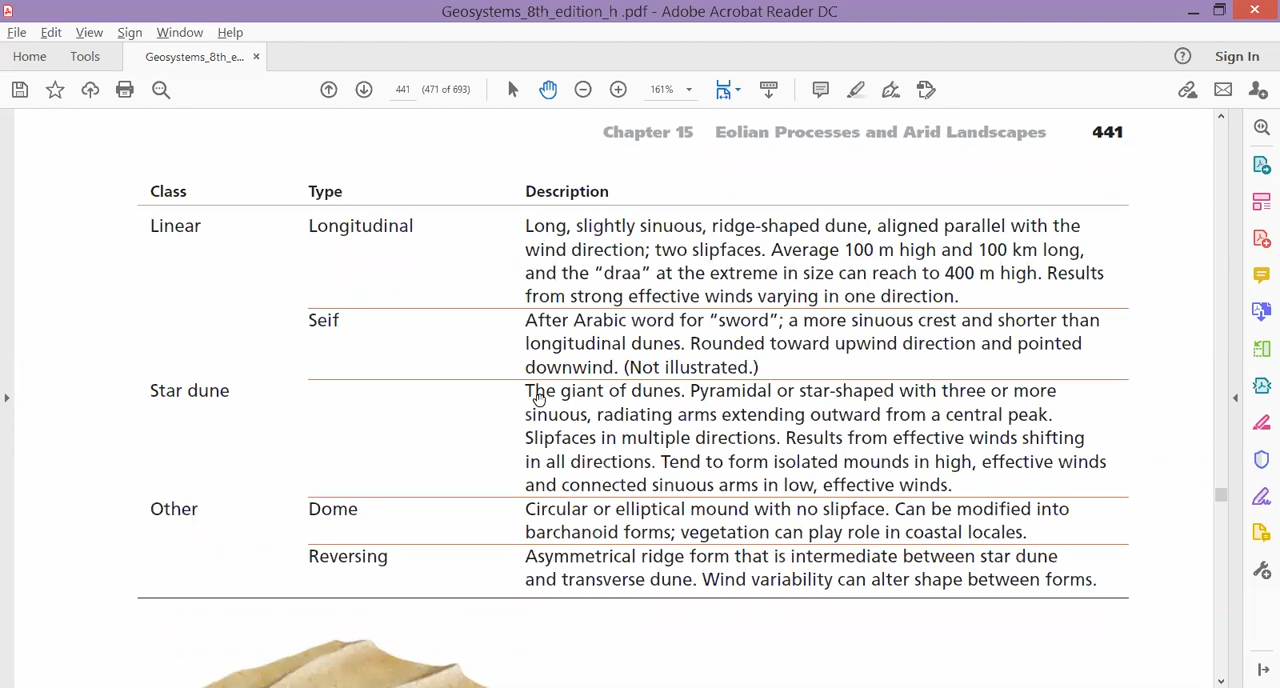 Geosystems_8th_edition_h .pdf - Adobe Acrobat Reader DC
File Edit View Sign Window Help
Home Tools Geosystems_8th_e... × Sign In
441 (471 of 693) 161%
Chapter 15 Eolian Processes and Arid Landscapes 441
Class Type Description
Linear Longitudinal Long, slightly sinuous, ridge-shaped dune, aligned parallel with the
wind direction; two slipfaces. Average 100 m high and 100 km long,
and the “draa” at the extreme in size can reach to 400 m high. Results
from strong effective winds varying in one direction.
Seif After Arabic word for “sword”; a more sinuous crest and shorter than
longitudinal dunes. Rounded toward upwind direction and pointed
downwind. (Not illustrated.)
Star dune The giant of dunes. Pyramidal or star-shaped with three or more
sinuous, radiating arms extending outward from a central peak.
Slipfaces in multiple directions. Results from effective winds shifting
in all directions. Tend to form isolated mounds in high, effective winds
and connected sinuous arms in low, effective winds.
Other Dome Circular or elliptical mound with no slipface. Can be modified into
barchanoid forms; vegetation can play role in coastal locales.
Reversing Asymmetrical ridge form that is intermediate between star dune
and transverse dune. Wind variability can alter shape between forms.